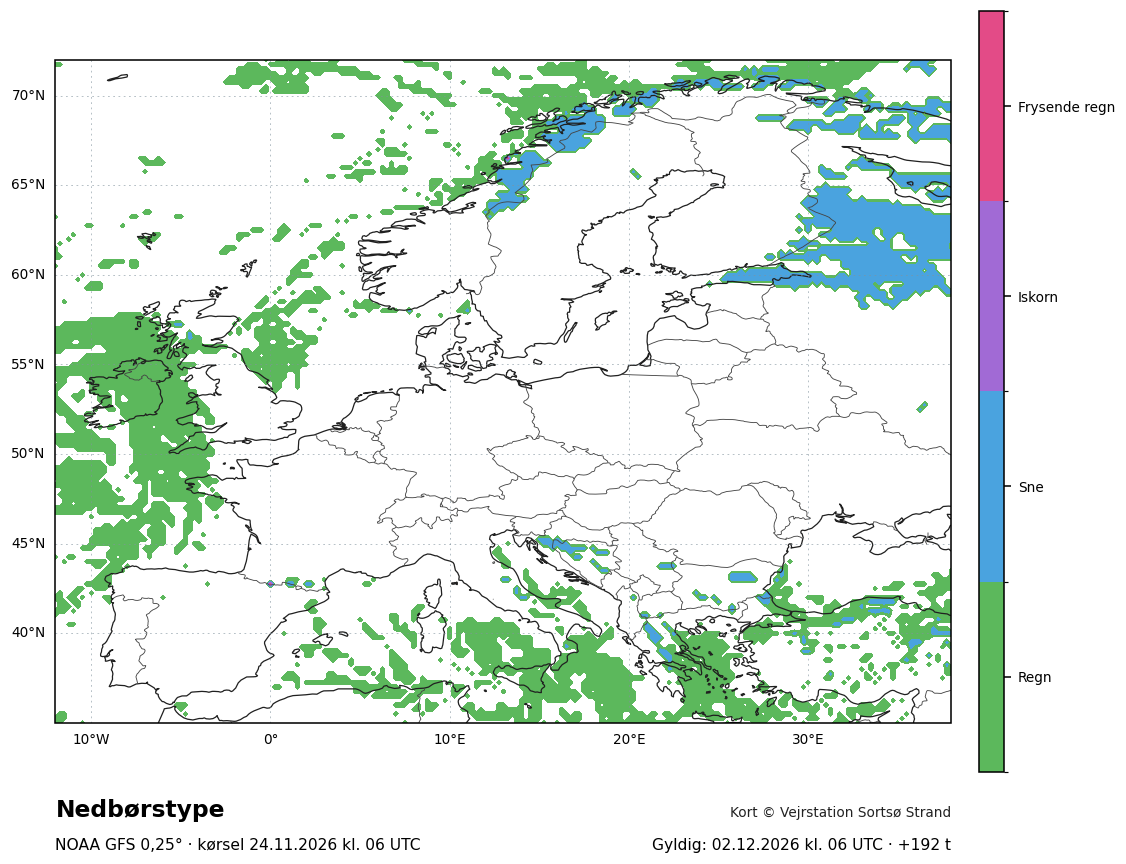 70°N
65°N
60°N
55°N
50°N
45°N
40°N
10°W
0°
10°E
20°E
30°E
Frysende regn
Iskorn
Sne
Regn
Nedbørstype
Kort © Vejrstation Sortsø Strand
NOAA GFS 0,25° · kørsel 24.11.2026 kl. 06 UTC
Gyldig: 02.12.2026 kl. 06 UTC · +192 t